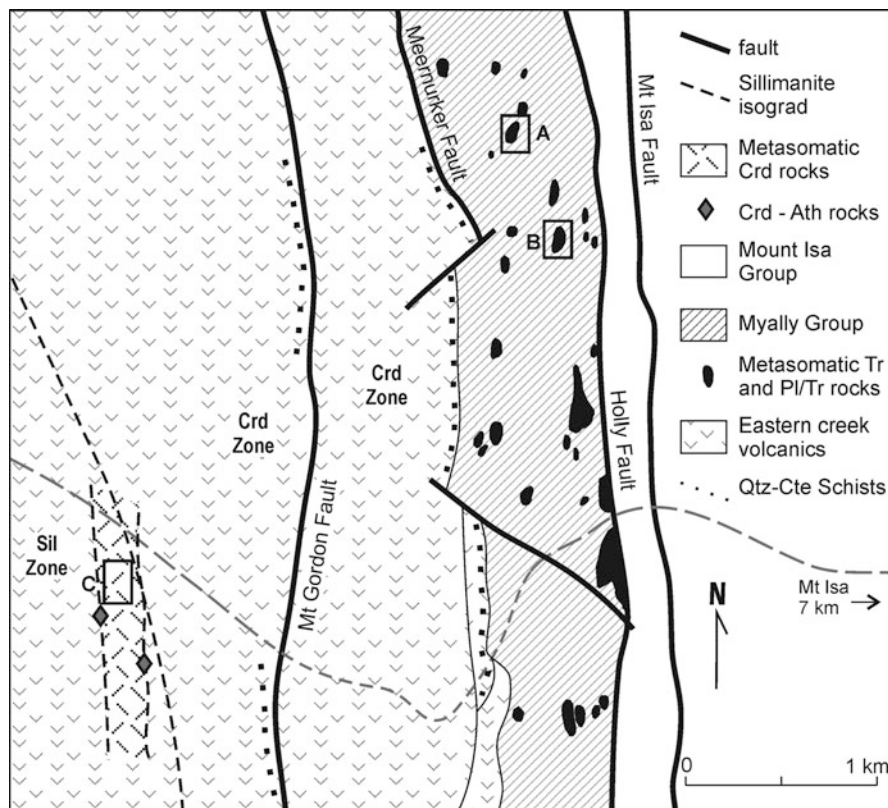 Meernurker Fault
A
B
Mt Isa Fault
Crd
Zone
Crd
Zone
Holly Fault
Mt Gordon Fault
Sil
Zone
C
fault
Sillimanite
isograd
Metasomatic
Crd rocks
Crd - Ath rocks
Mount Isa
Group
Myally Group
Metasomatic Tr
and Pl/Tr rocks
Eastern creek
volcanics
Qtz-Cte Schists
Mt Isa
7 km
N
0 1 km